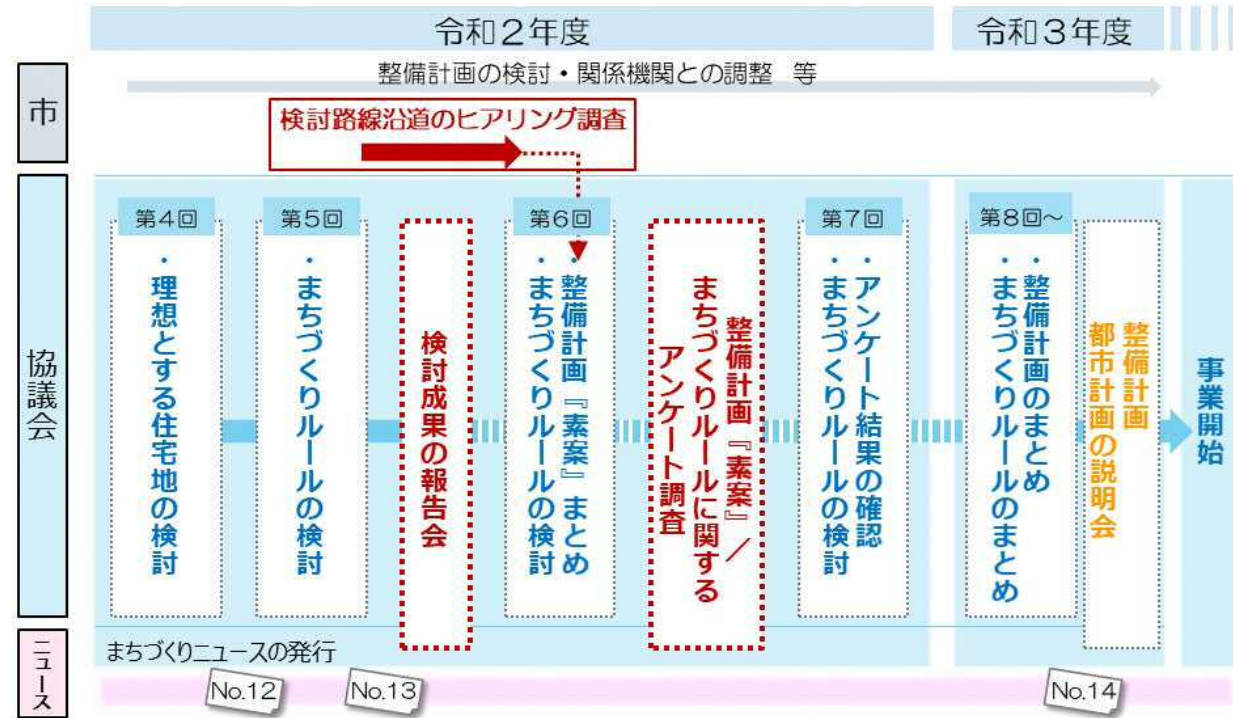 令和2年度
令和3年度
市
整備計画の検討・関係機関との調整 等
検討路線沿道のヒアリング調査
協議会
第4回
・理想とする住宅地の検討
第5回
・まちづくりルールの検討
検討成果の報告会
第6回
・整備計画『素案』まとめ
・まちづくりルールの検討
整備計画『素案』／
まちづくりルールに関する
アンケート調査
第7回
・アンケート結果の確認
・まちづくりルールの検討
第8回～
・整備計画のまとめ
・まちづくりルールのまとめ
整備計画
都市計画の説明会
事業開始
ニュース
まちづくりニュースの発行
No.12
No.13
No.14